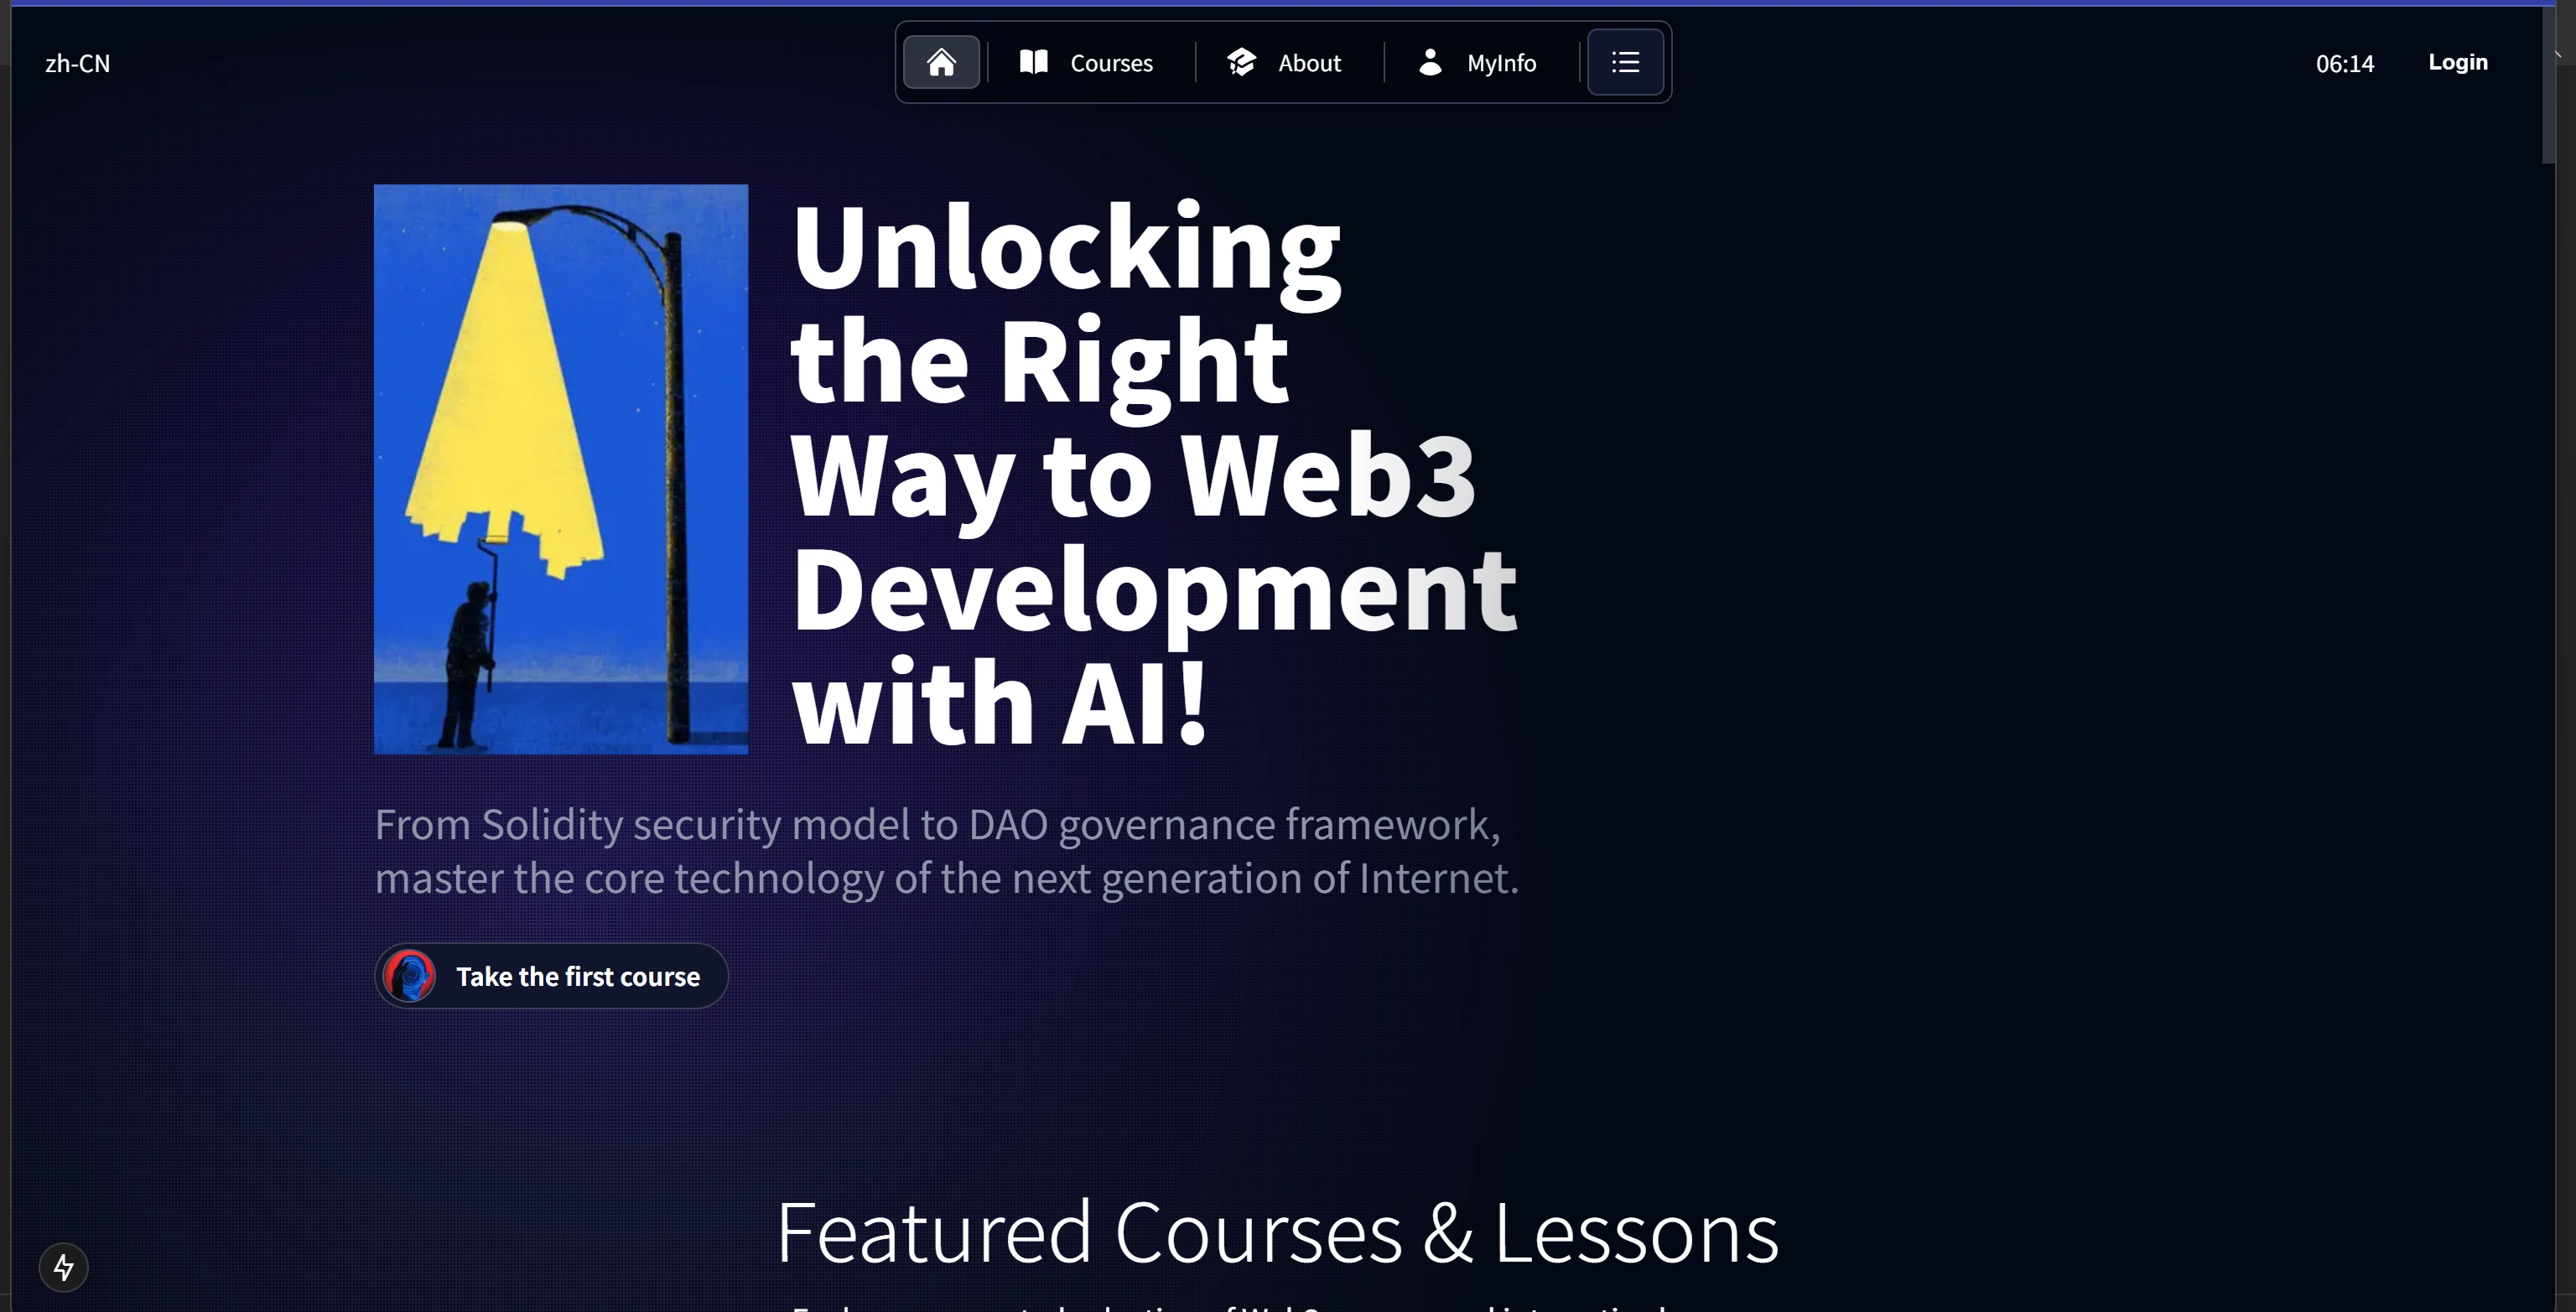 zh-CN
Courses
About
MyInfo
06:14
Login
Unlocking
the Right
Way to Web3
Development
with AI!
From Solidity security model to DAO governance framework,
master the core technology of the next generation of Internet.
Take the first course
Featured Courses & Lessons